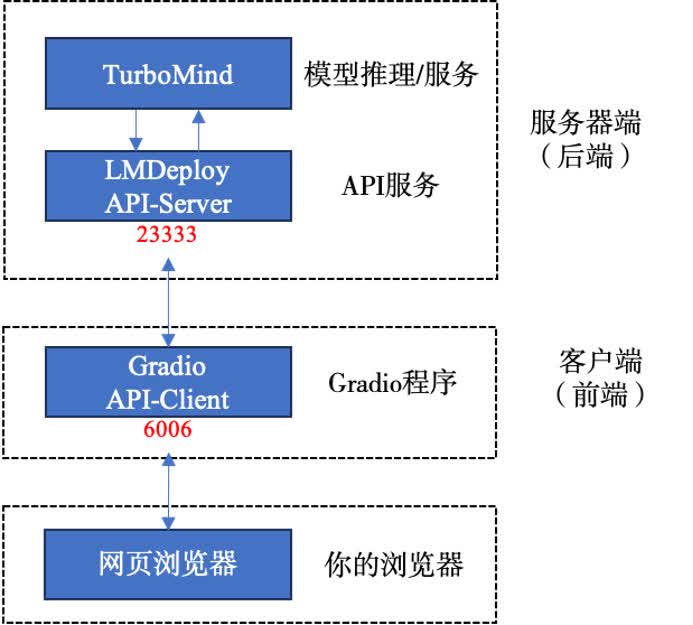 TurboMind
模型推理/服务
LMDeploy
API-Server
23333
API服务
服务器端
（后端）
Gradio
API-Client
6006
Gradio程序
客户端
（前端）
网页浏览器
你的浏览器